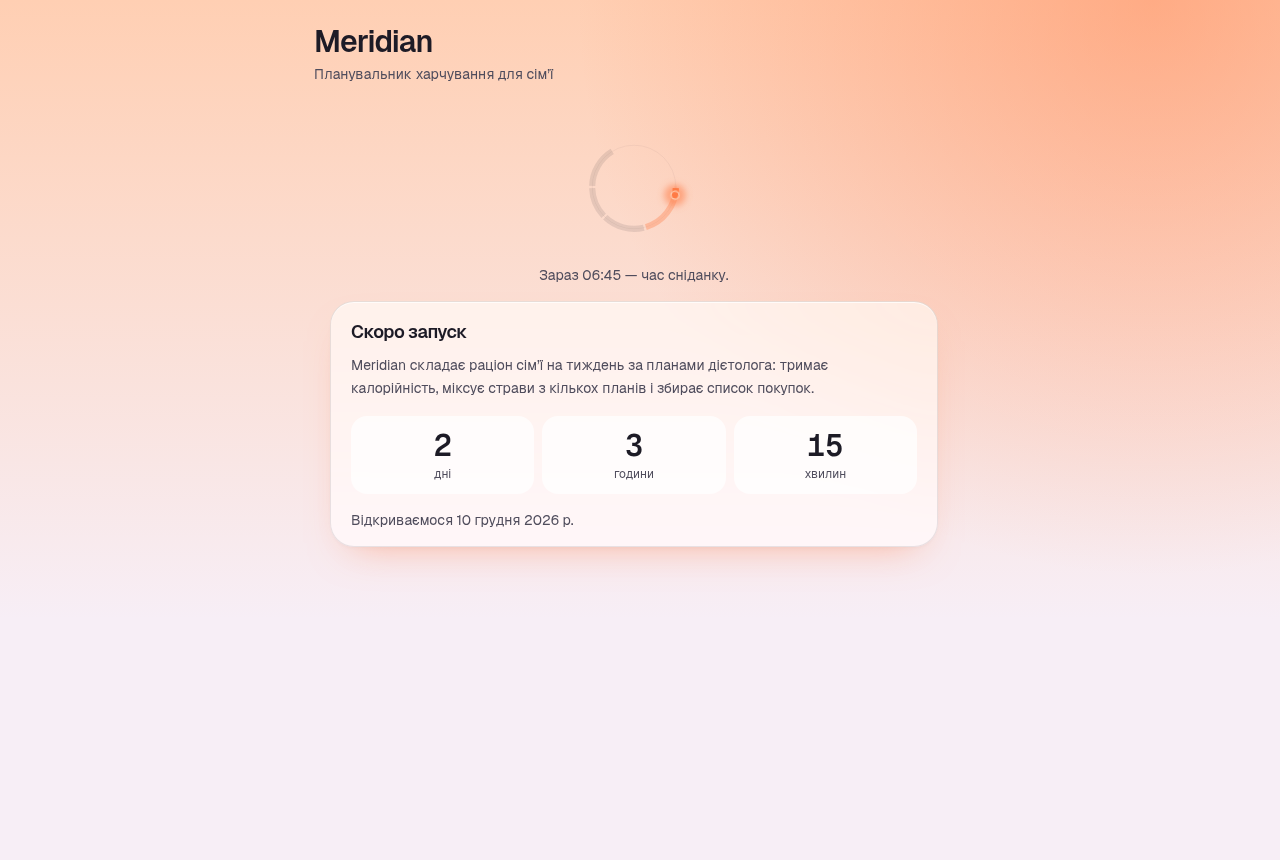 Meridian
Планувальник харчування для сім'ї
Зараз 06:45 — час сніданку.
Скоро запуск
Meridian складає раціон сім'ї на тиждень за планами дієтолога: тримає
калорійність, міксує страви з кількох планів і збирає список покупок.
2
дні
3
години
15
хвилин
Відкриваємося 10 грудня 2026 р.